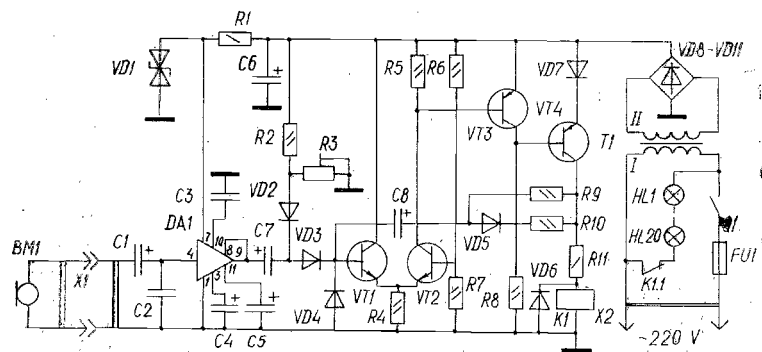 R1
VD1
C6 +
R5 R6
VD7
VD8-VD11
VT3
VT4
T1
II
I
R2
R3
C3
VD2
C8
R9
R10
HL1
HL20
FU1
DA1
C7
+
VD3
VD5
BM1
X1
C1
+
4
7
10
8 9
11
1
3
+
+
C2
C4
C5
VD4
VT1
R4
VT2
R7
R8
VD6
R11
K1
X2
K1.1
~220 V